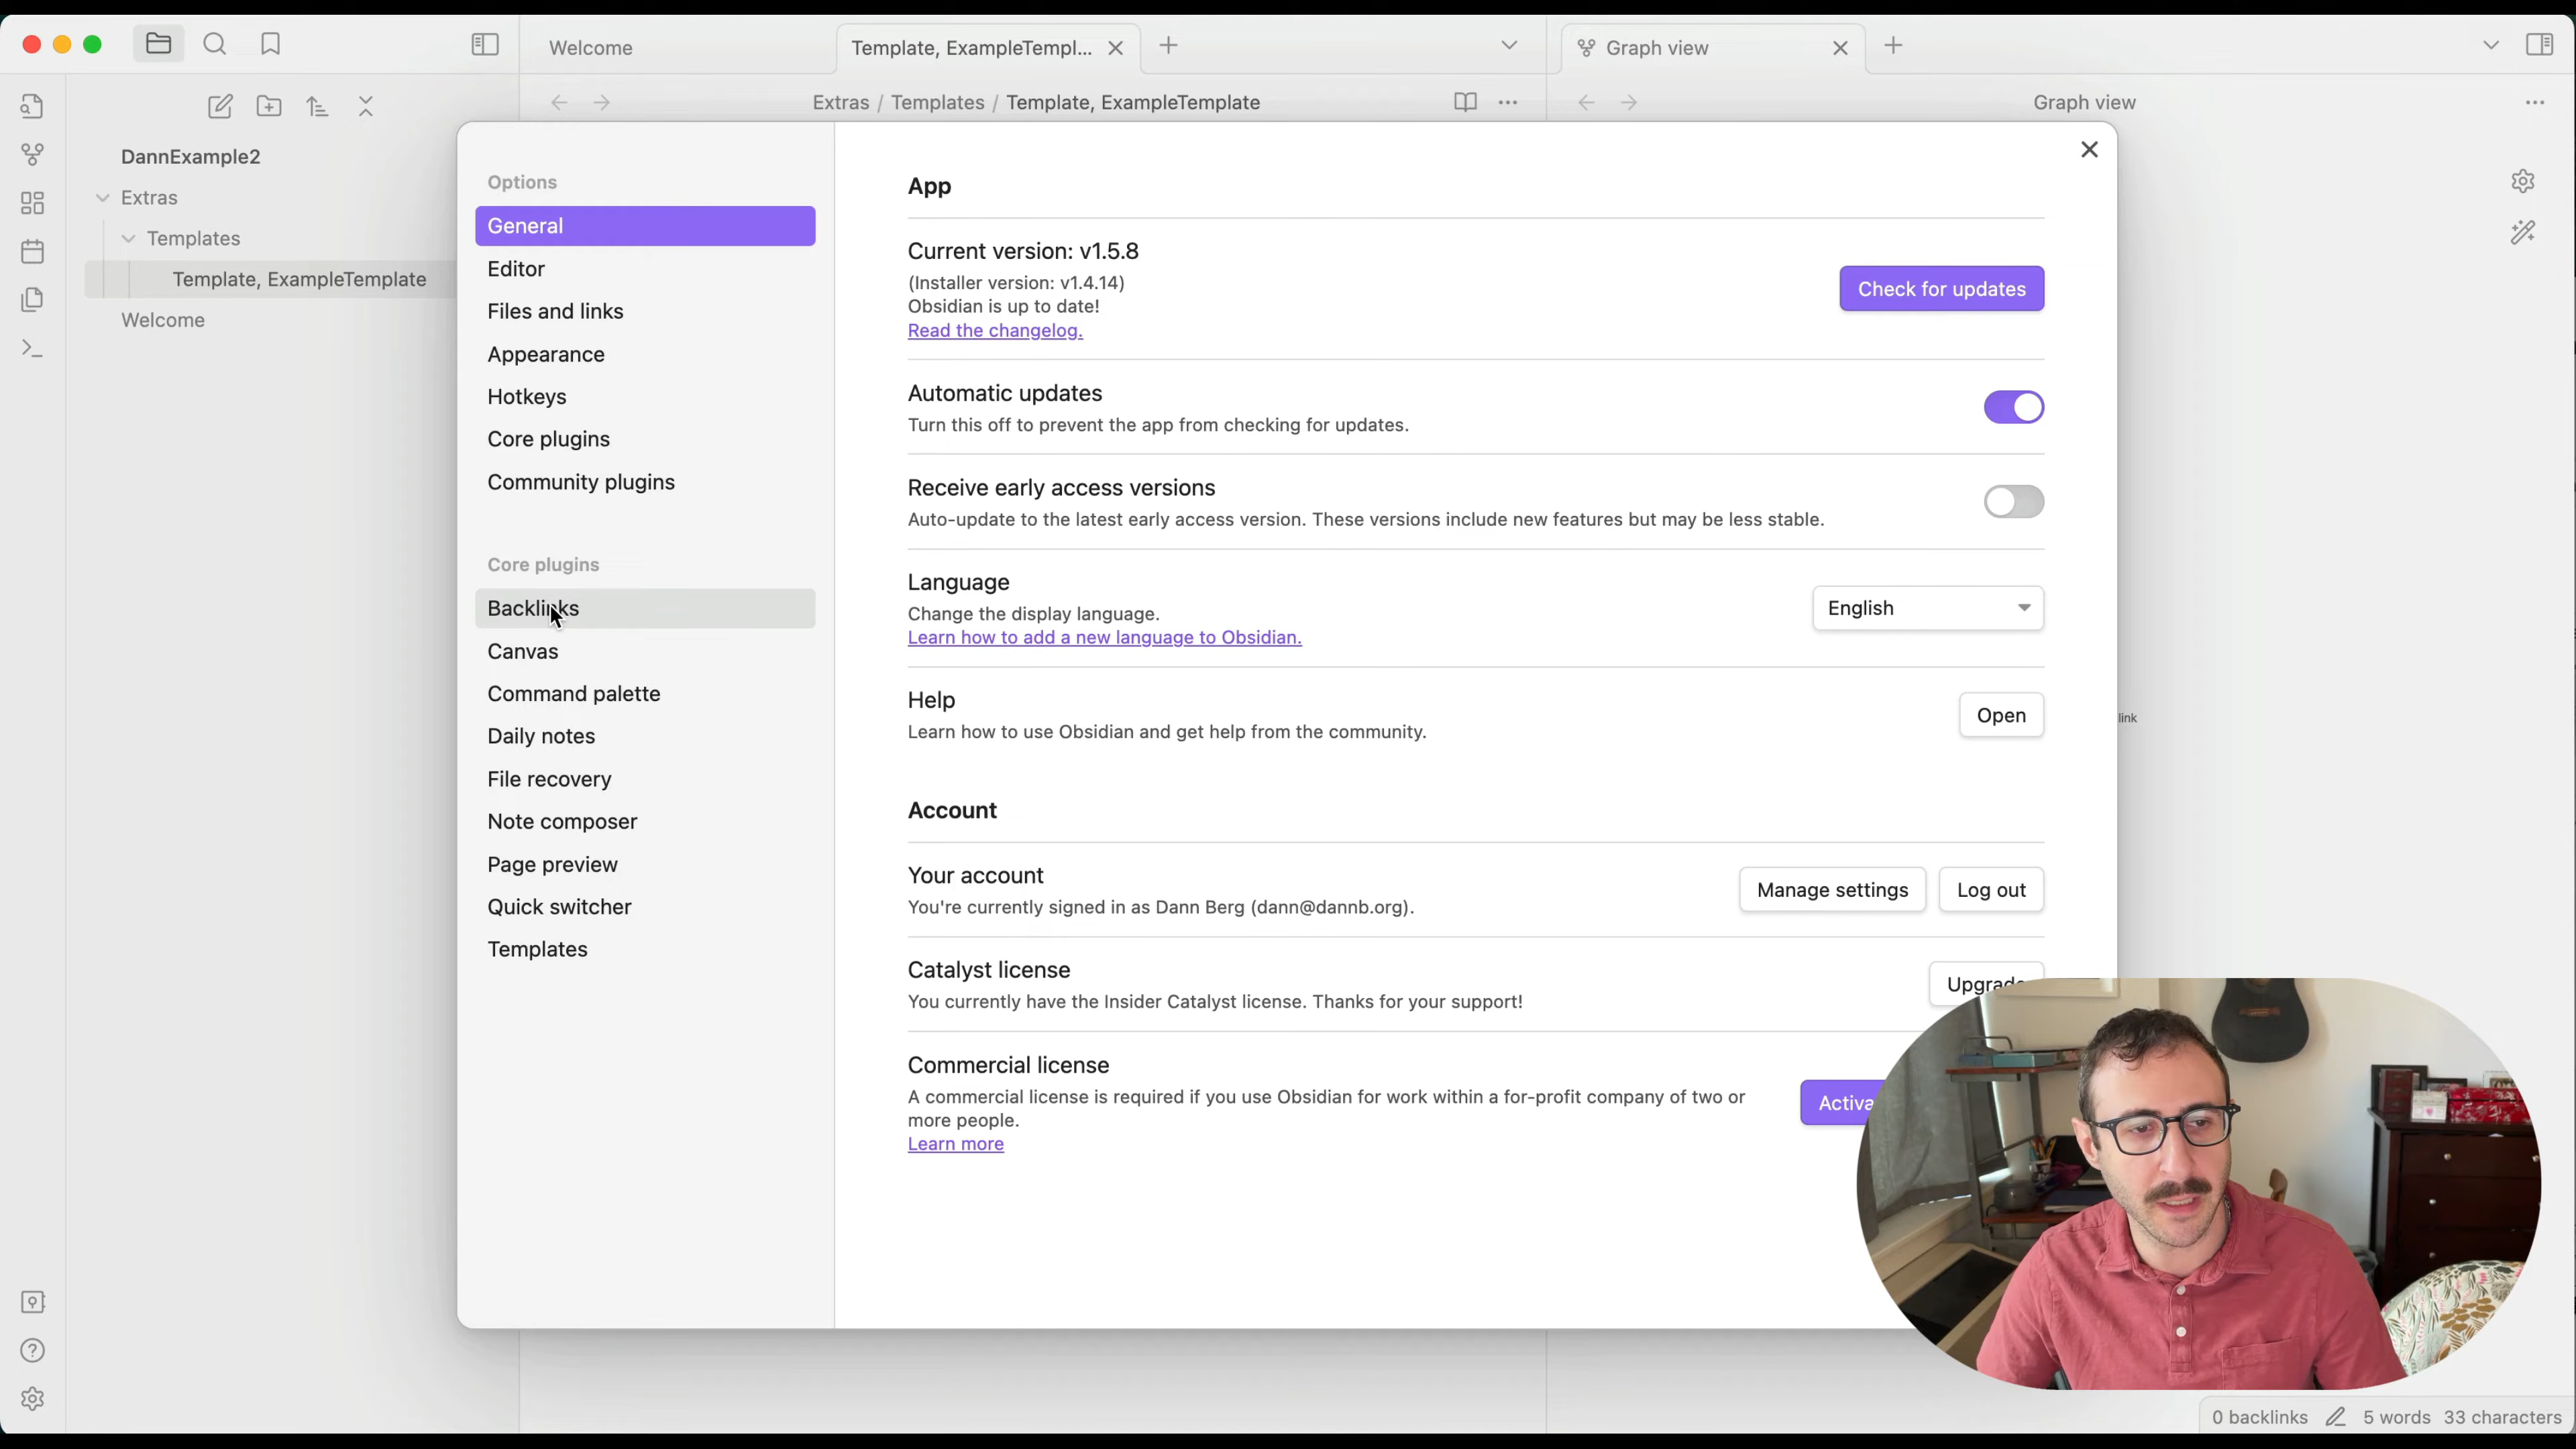 Welcome
Template, ExampleTempl...
Graph view
Extras / Templates / Template, ExampleTemplate
Graph view
DannExample2
Extras
Templates
Template, ExampleTemplate
Welcome
Options
General
Editor
Files and links
Appearance
Hotkeys
Core plugins
Community plugins
Core plugins
Backlinks
Canvas
Command palette
Daily notes
File recovery
Note composer
Page preview
Quick switcher
Templates
App
Current version: v1.5.8
(Installer version: v1.4.14)
Obsidian is up to date!
Read the changelog.
Check for updates
Automatic updates
Turn this off to prevent the app from checking for updates.
Receive early access versions
Auto-update to the latest early access version. These versions include new features but may be less stable.
Language
Change the display language.
Learn how to add a new language to Obsidian.
English
Help
Learn how to use Obsidian and get help from the community.
Open
link
Account
Your account
You're currently signed in as Dann Berg (dann@dannb.org).
Manage settings
Log out
Catalyst license
You currently have the Insider Catalyst license. Thanks for your support!
Upgrade
Commercial license
A commercial license is required if you use Obsidian for work within a for-profit company of two or
more people.
Learn more
Activa
0 backlinks
5 words
33 characters